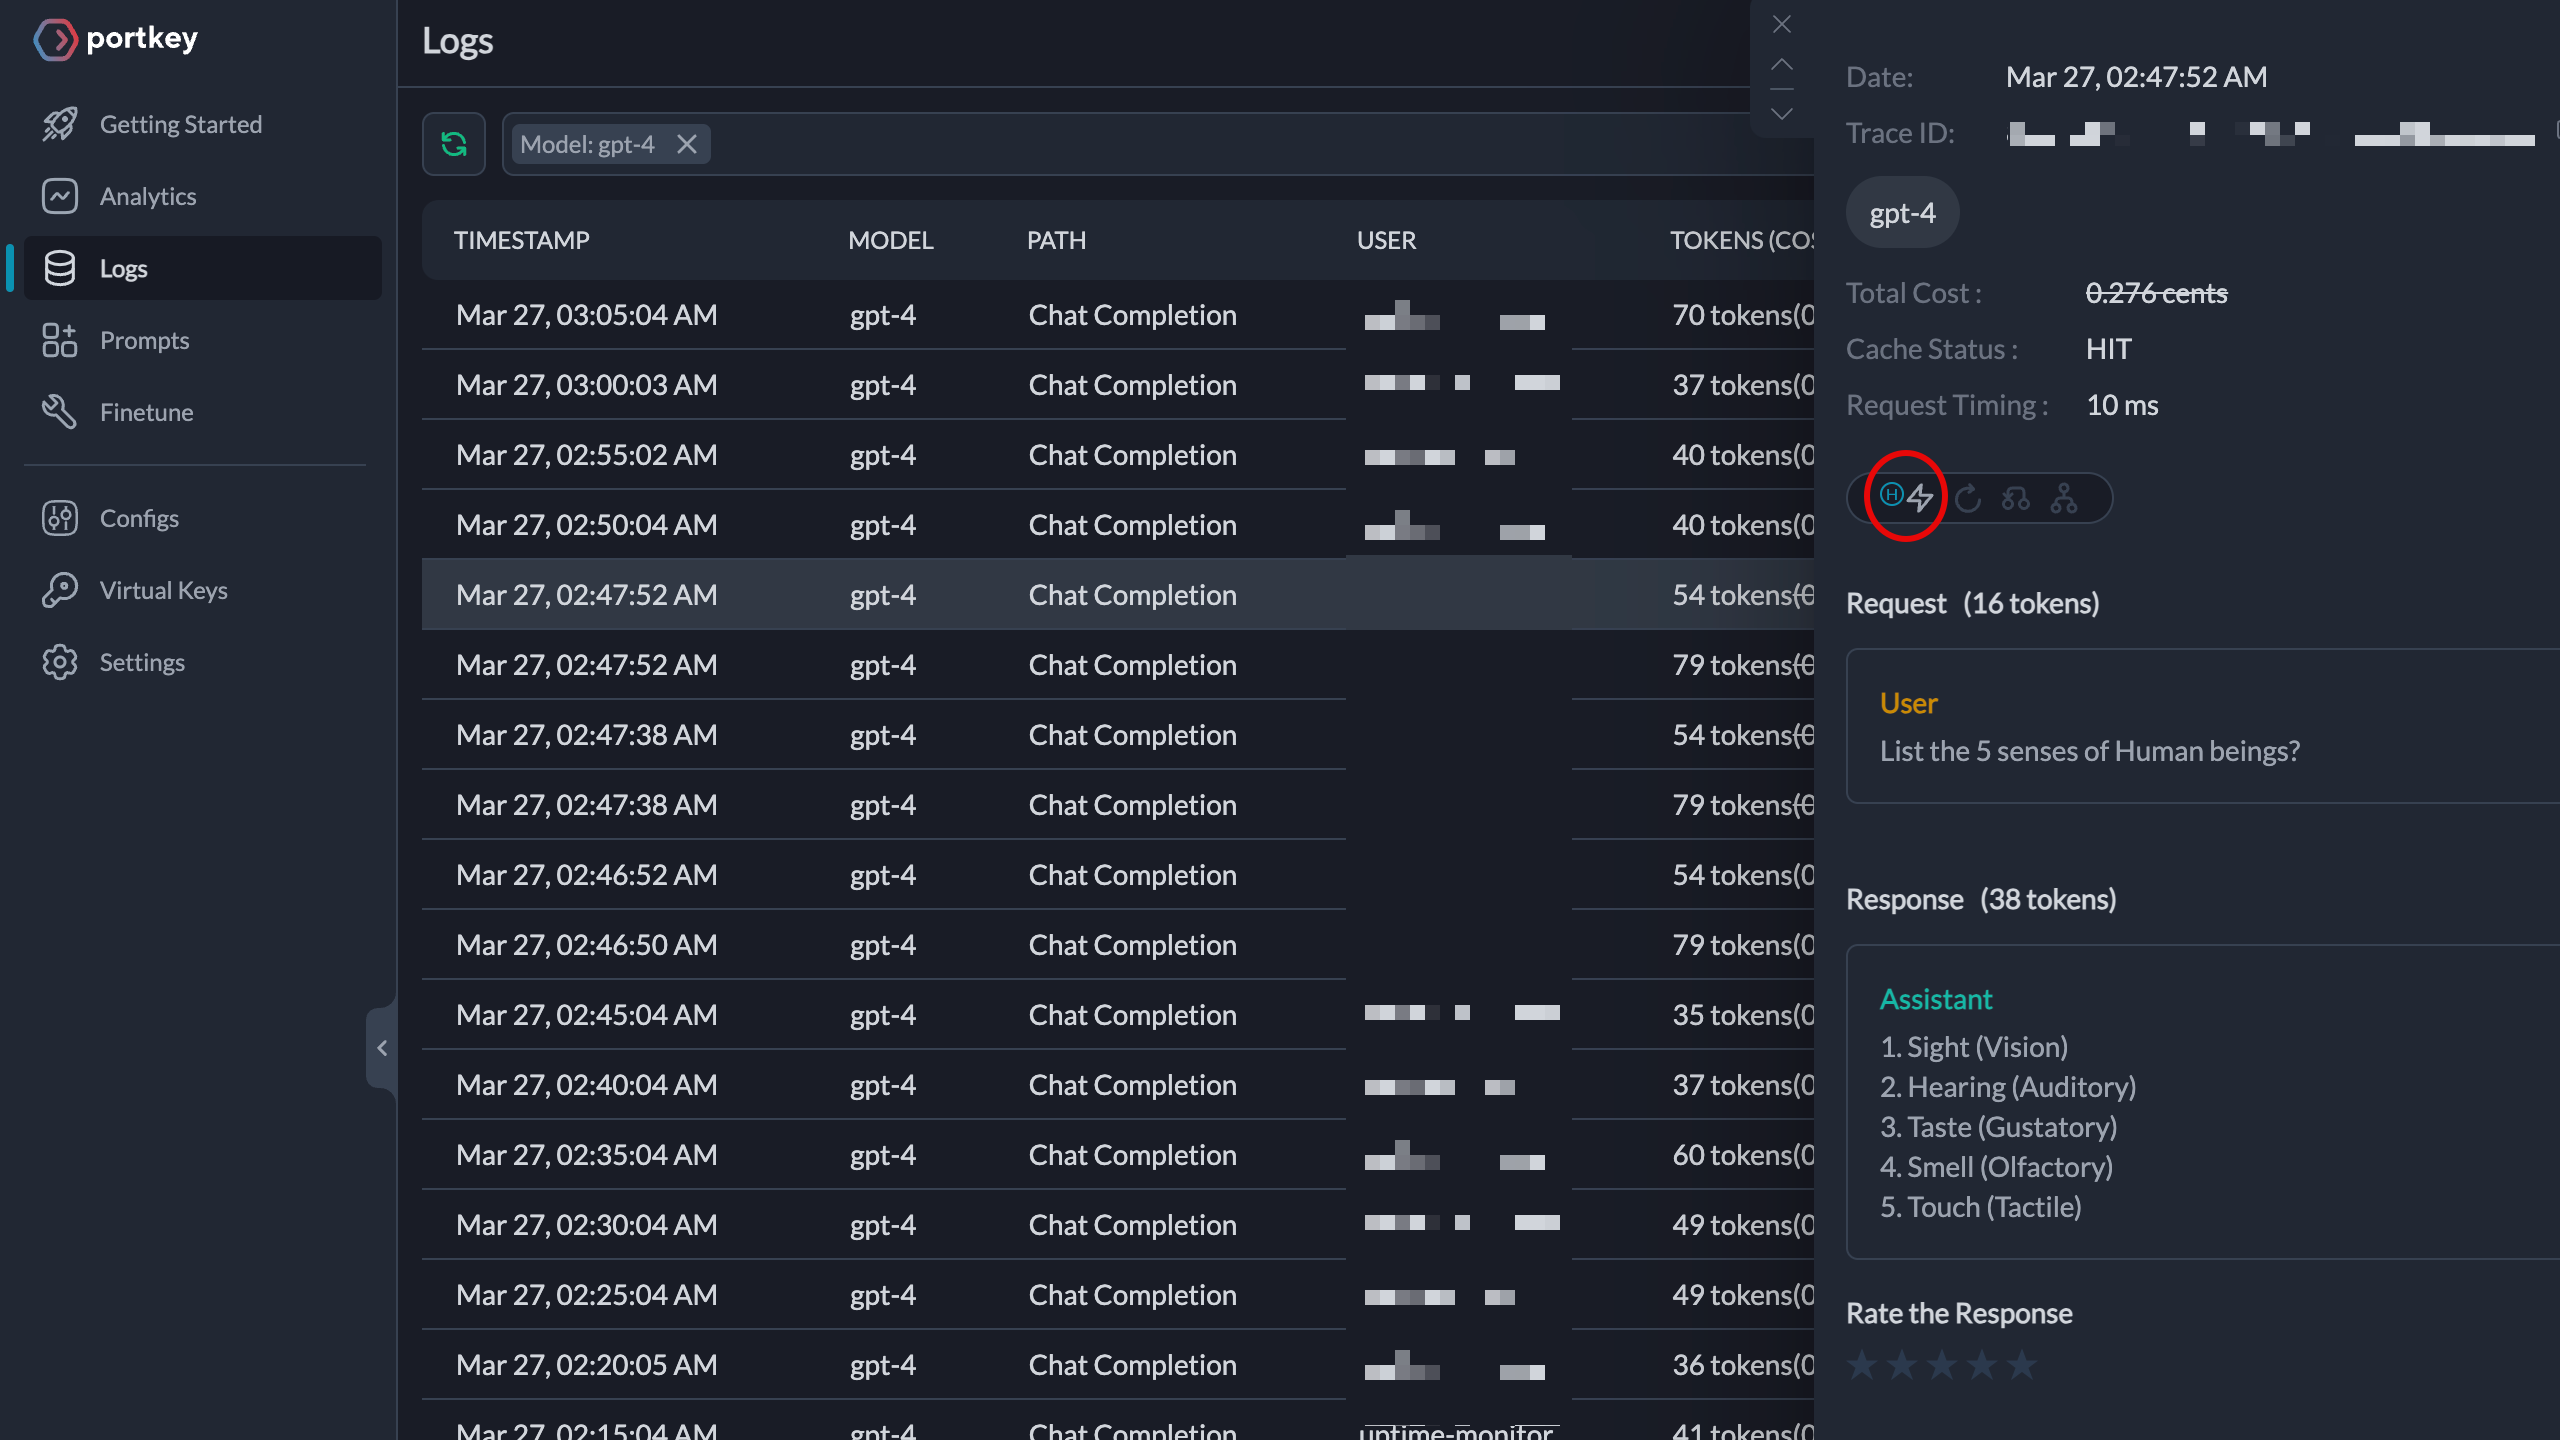 portkey
Getting Started
Analytics
Logs
Prompts
Finetune
Configs
Virtual Keys
Settings
Logs
Model: gpt-4
TIMESTAMP MODEL PATH USER TOKENS (COS
Mar 27, 03:05:04 AM gpt-4 Chat Completion 70 tokens(0
Mar 27, 03:00:03 AM gpt-4 Chat Completion 37 tokens(0
Mar 27, 02:55:02 AM gpt-4 Chat Completion 40 tokens(0
Mar 27, 02:50:04 AM gpt-4 Chat Completion 40 tokens(0
Mar 27, 02:47:52 AM gpt-4 Chat Completion 54 tokens(0
Mar 27, 02:47:52 AM gpt-4 Chat Completion 79 tokens(0
Mar 27, 02:47:38 AM gpt-4 Chat Completion 54 tokens(0
Mar 27, 02:47:38 AM gpt-4 Chat Completion 79 tokens(0
Mar 27, 02:46:52 AM gpt-4 Chat Completion 54 tokens(0
Mar 27, 02:46:50 AM gpt-4 Chat Completion 79 tokens(0
Mar 27, 02:45:04 AM gpt-4 Chat Completion 35 tokens(0
Mar 27, 02:40:04 AM gpt-4 Chat Completion 37 tokens(0
Mar 27, 02:35:04 AM gpt-4 Chat Completion 60 tokens(0
Mar 27, 02:30:04 AM gpt-4 Chat Completion 49 tokens(0
Mar 27, 02:25:04 AM gpt-4 Chat Completion 49 tokens(0
Mar 27, 02:20:05 AM gpt-4 Chat Completion 36 tokens(0
Mar 27, 02:15:04 AM gpt-4 Chat Completion uptime-monitor 41 tokens(0
Date: Mar 27, 02:47:52 AM
Trace ID:
gpt-4
Total Cost : 0.276 cents
Cache Status : HIT
Request Timing : 10 ms
H
Request (16 tokens)
User
List the 5 senses of Human beings?
Response (38 tokens)
Assistant
1. Sight (Vision)
2. Hearing (Auditory)
3. Taste (Gustatory)
4. Smell (Olfactory)
5. Touch (Tactile)
Rate the Response